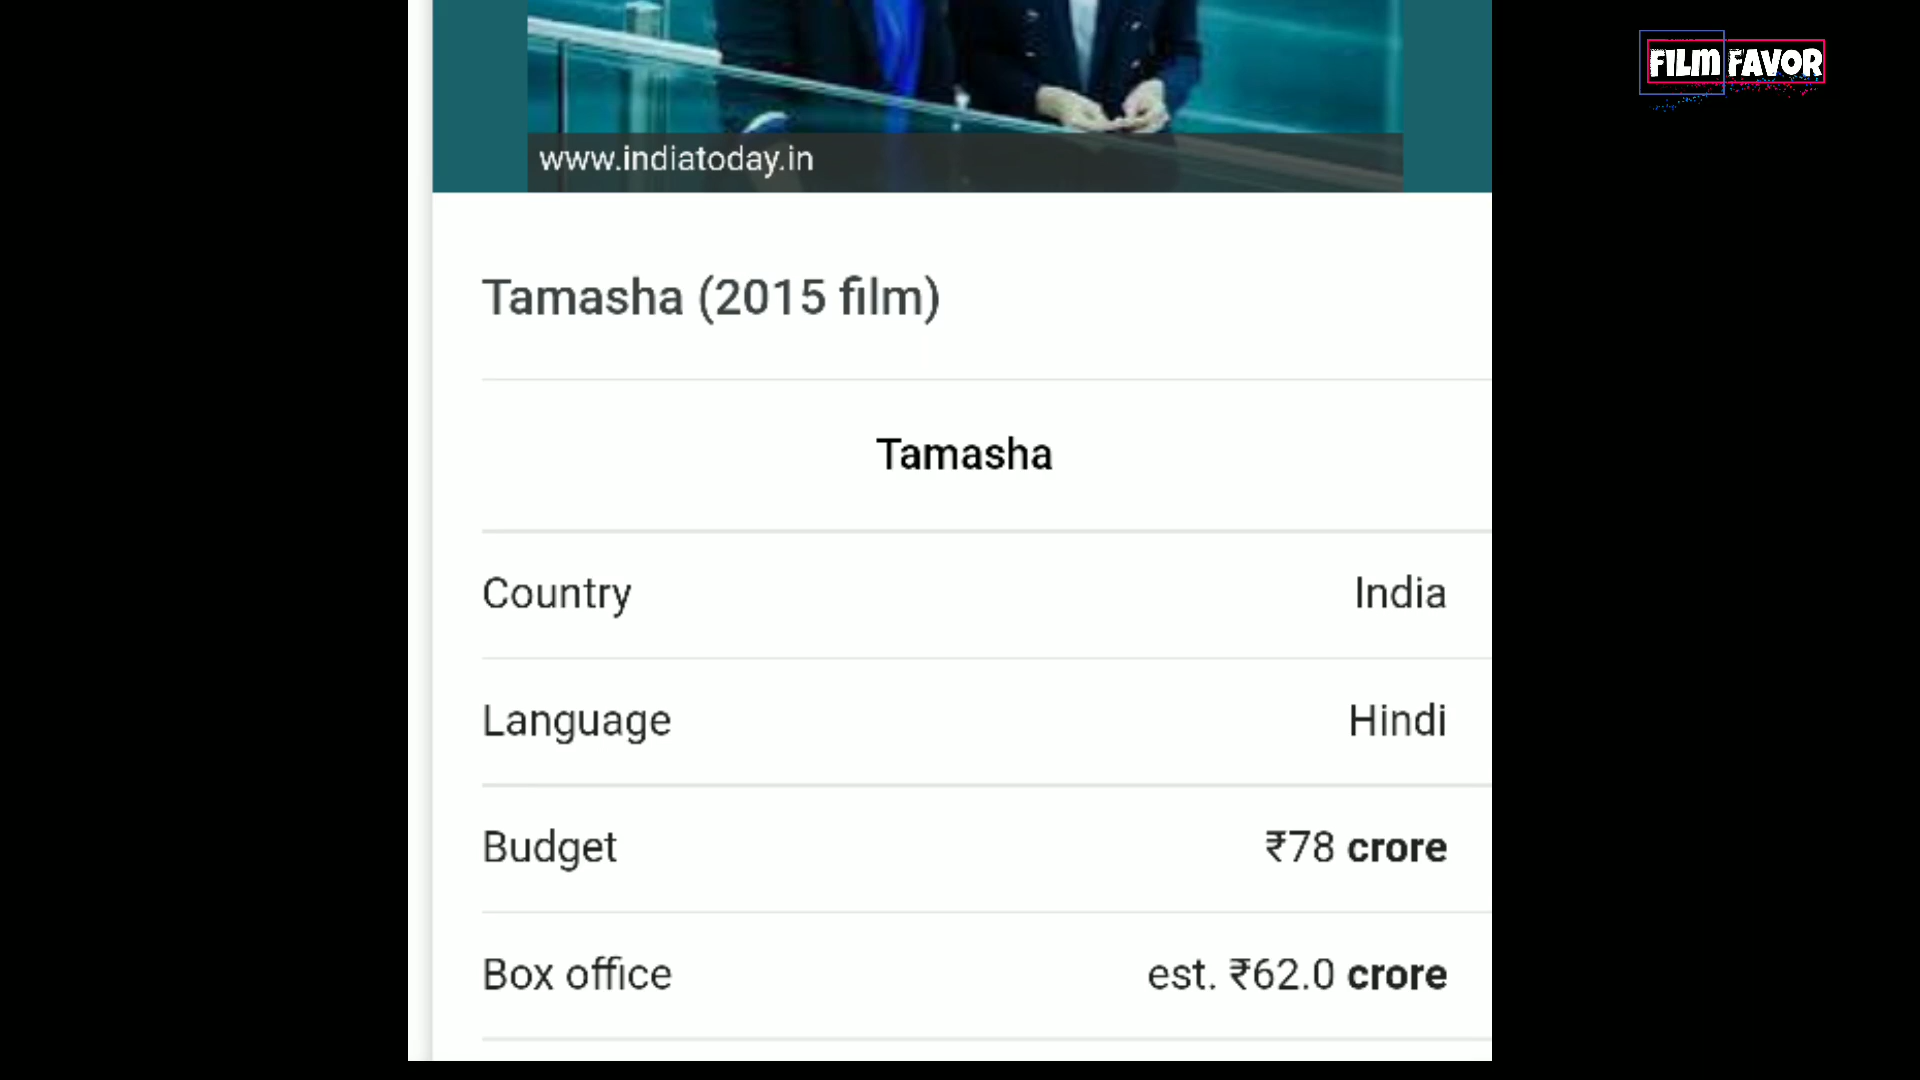 FILM FAVOR
www.indiatoday.in
Tamasha (2015 film)
Tamasha
Country India
Language Hindi
Budget ₹78 crore
Box office est. ₹62.0 crore